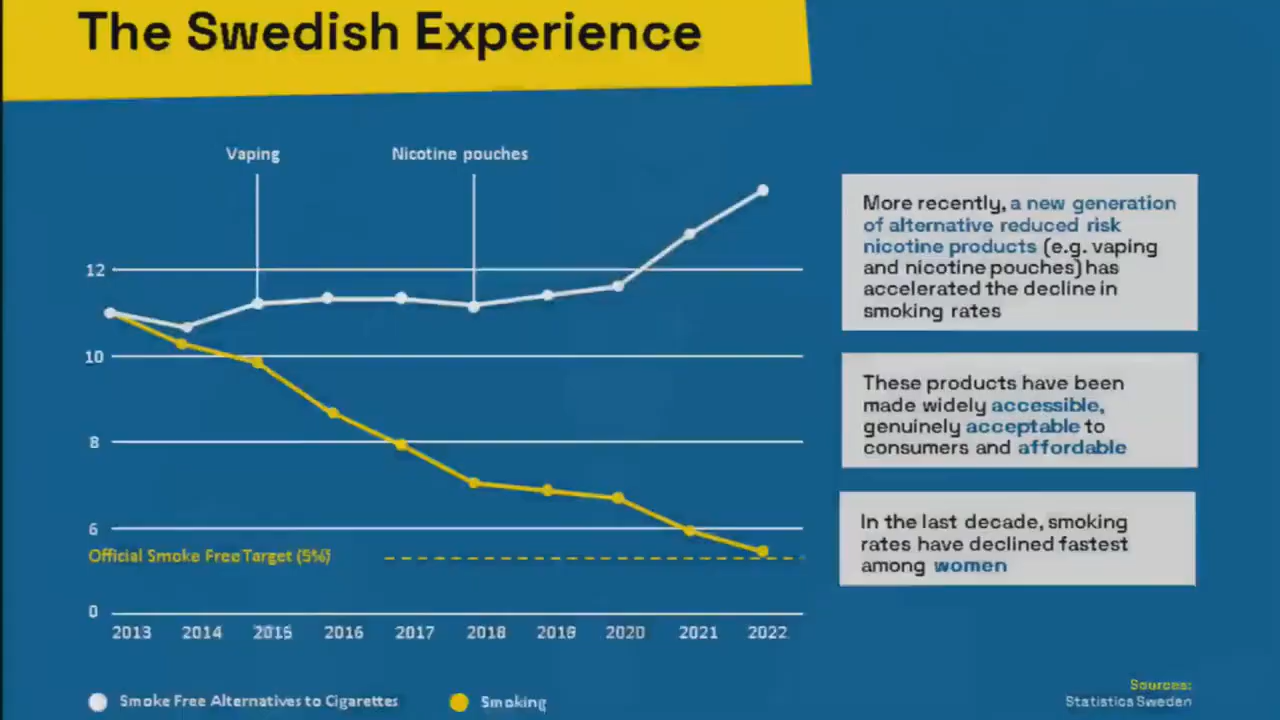 The Swedish Experience
Vaping
Nicotine pouches
12
10
8
6
Official Smoke Free Target (5%)
0
2013 2014 2015 2016 2017 2018 2019 2020 2021 2022
Smoke Free Alternatives to Cigarettes
Smoking
More recently, a new generation
of alternative reduced risk
nicotine products (e.g. vaping
and nicotine pouches) has
accelerated the decline in
smoking rates
These products have been
made widely accessible,
genuinely acceptable to
consumers and affordable
In the last decade, smoking
rates have declined fastest
among women
Sources:
Statistics Sweden